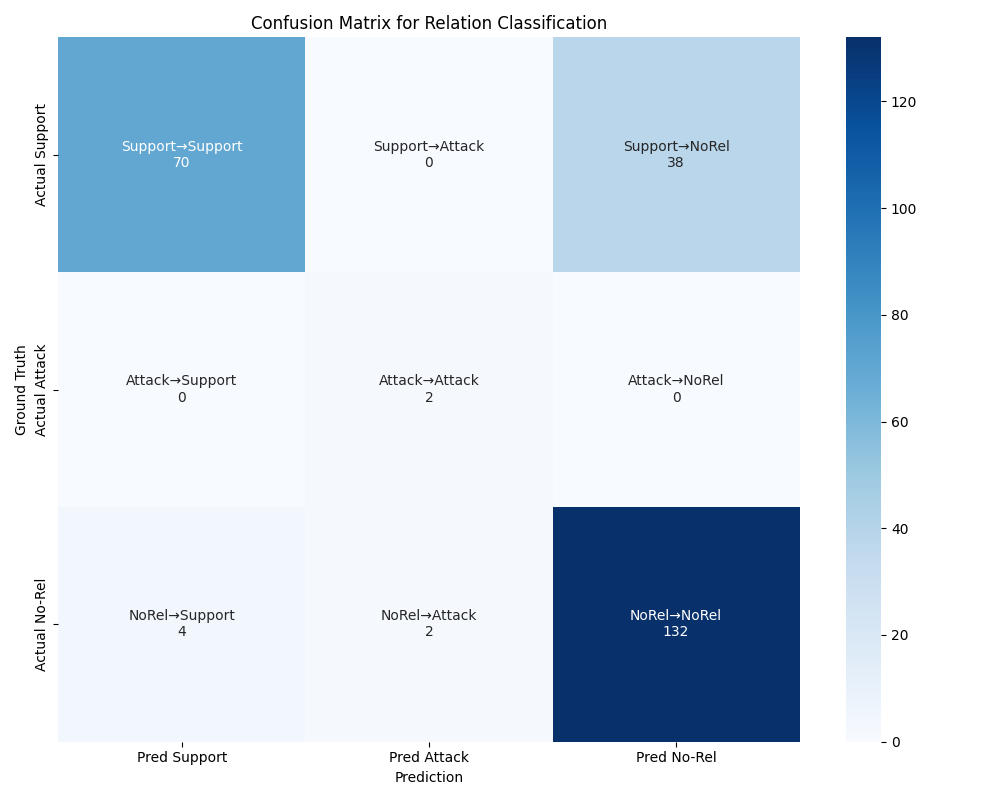 Confusion Matrix for Relation Classification
Ground Truth
Actual Support
Support→Support
70
Support→Attack
0
Support→NoRel
38
Actual Attack
Attack→Support
0
Attack→Attack
2
Attack→NoRel
0
Actual No-Rel
NoRel→Support
4
NoRel→Attack
2
NoRel→NoRel
132
Pred Support
Pred Attack
Pred No-Rel
Prediction
120
100
80
60
40
20
0